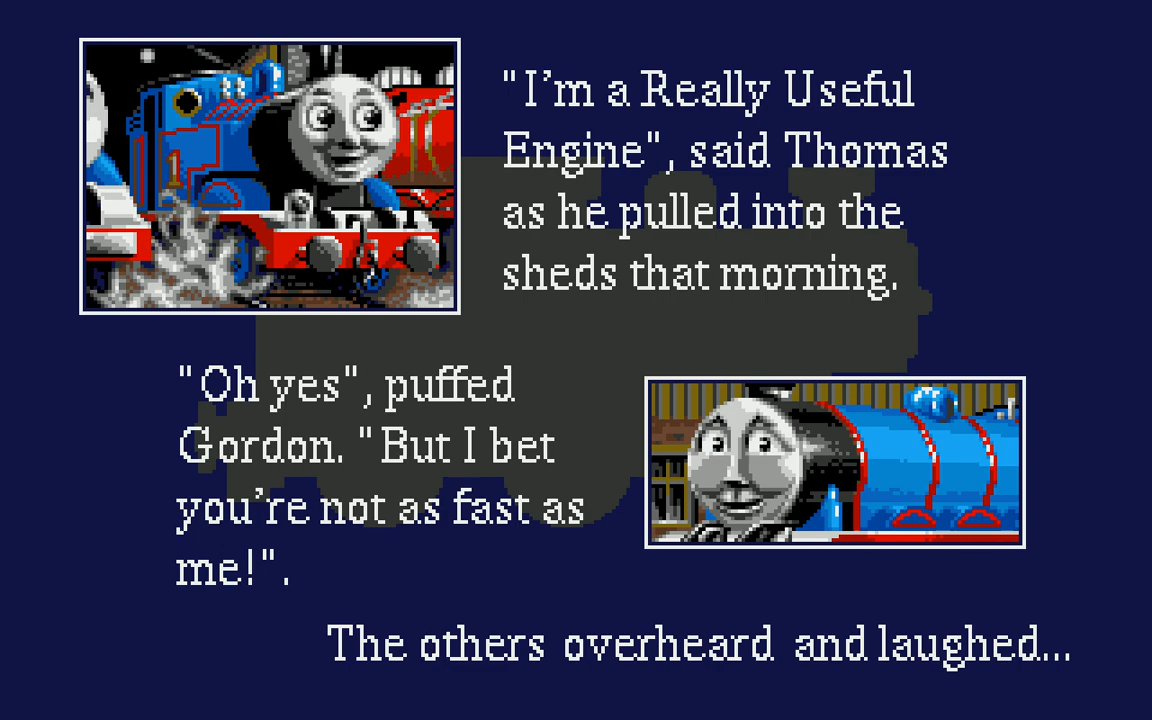 "I'm a Really Useful
Engine", said Thomas
as he pulled into the
sheds that morning.
"Oh yes", puffed
Gordon. "But I bet
you're not as fast as
me!".
The others overheard and laughed...
1